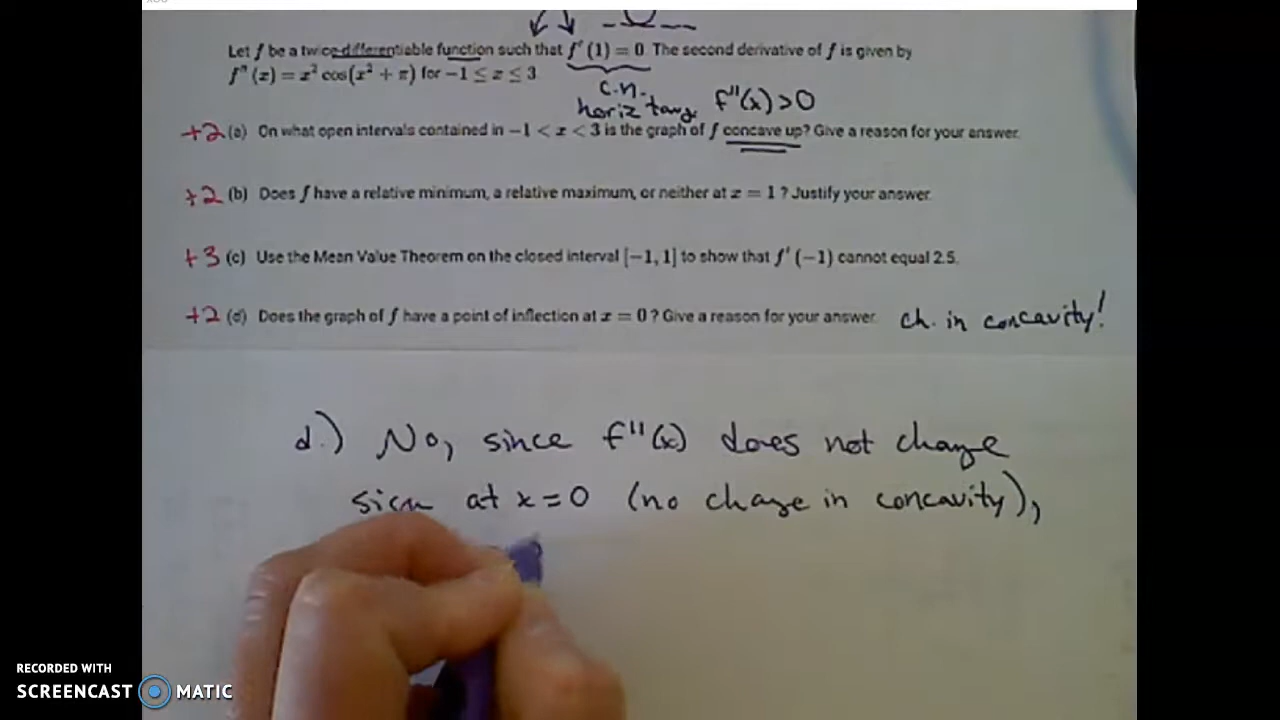 Let f be a twice-differentiable function such that f'(1) = 0 The second derivative of f is given by
f"(x) = x² cos(x² + π) for −1 ≤ x ≤ 3
c.n.
horiz tang. f"(x) > 0
+2 (a) On what open intervals contained in −1 < x < 3 is the graph of f concave up? Give a reason for your answer.
+2 (b) Does f have a relative minimum, a relative maximum, or neither at x = 1 ? Justify your answer.
+3 (c) Use the Mean Value Theorem on the closed interval [−1, 1] to show that f'(−1) cannot equal 2.5.
+2 (d) Does the graph of f have a point of inflection at x = 0 ? Give a reason for your answer. ch. in concavity!
d.) No, since f"(x) does not change
sign at x = 0 (no change in concavity),
RECORDED WITH
SCREENCAST MATIC